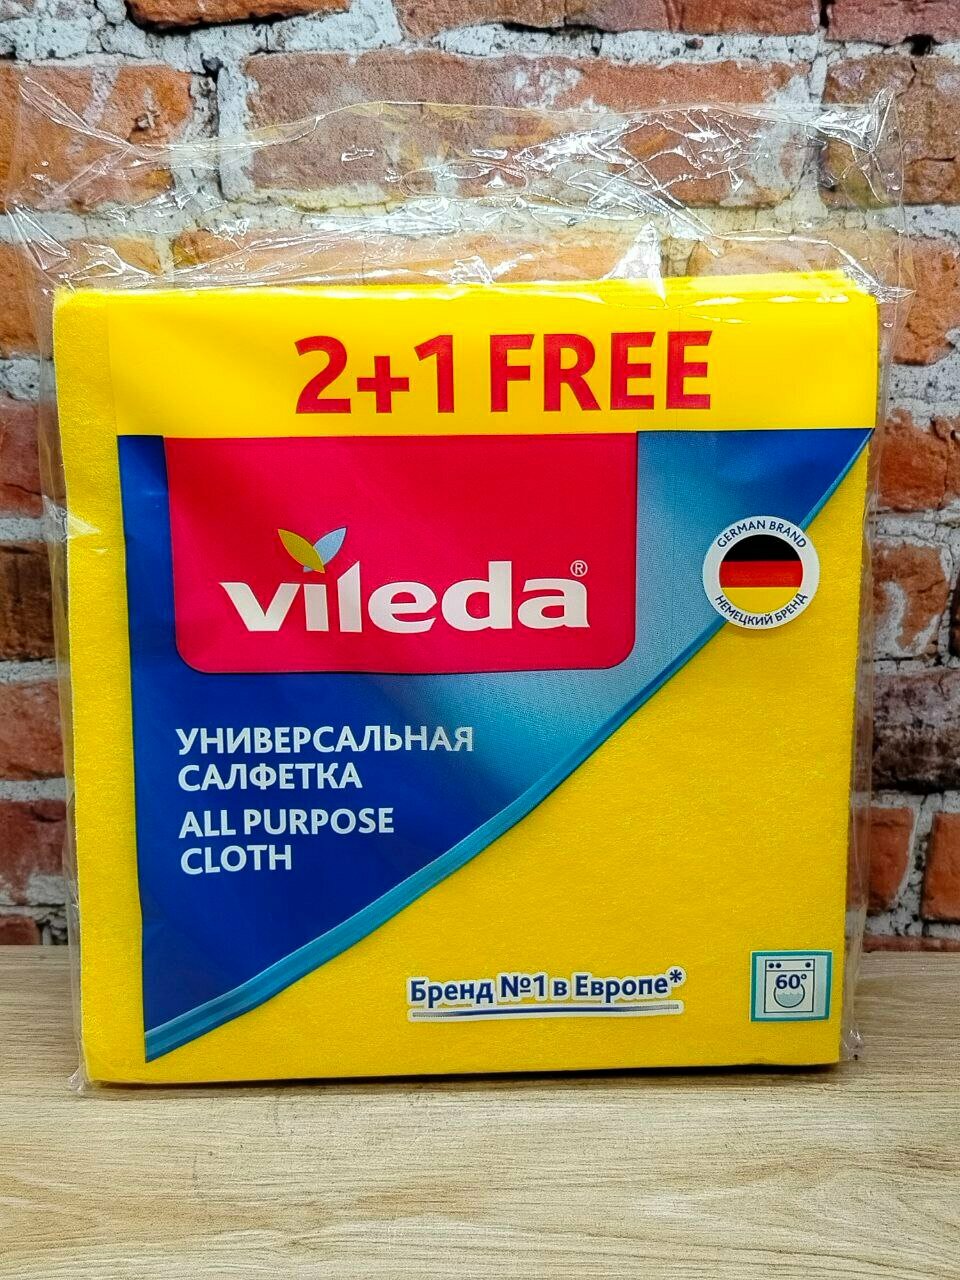 2+1 FREE
vileda®
GERMAN BRAND
НЕМЕЦКИЙ БРЕНД
УНИВЕРСАЛЬНАЯ
САЛФЕТКА
ALL PURPOSE
CLOTH
Бренд №1 в Европе*
60°